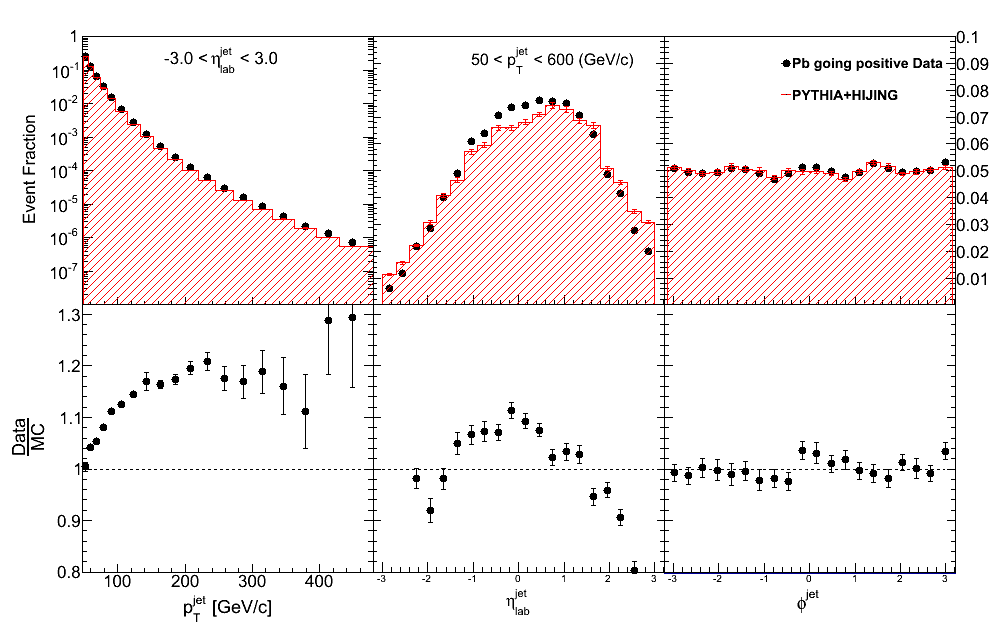 -3.0 < η jet lab < 3.0
50 < p jet T < 600 (GeV/c)
Pb going positive Data
PYTHIA+HIJING
Event Fraction
1
10-1
10-2
10-3
10-4
10-5
10-6
10-7
0.1
0.09
0.08
0.07
0.06
0.05
0.04
0.03
0.02
0.01
Data
MC
1.3
1.2
1.1
1
0.9
0.8
100 200 300 400
-3 -2 -1 0 1 2 3
-3 -2 -1 0 1 2 3
p jet T [GeV/c]
η jet lab
ϕ jet